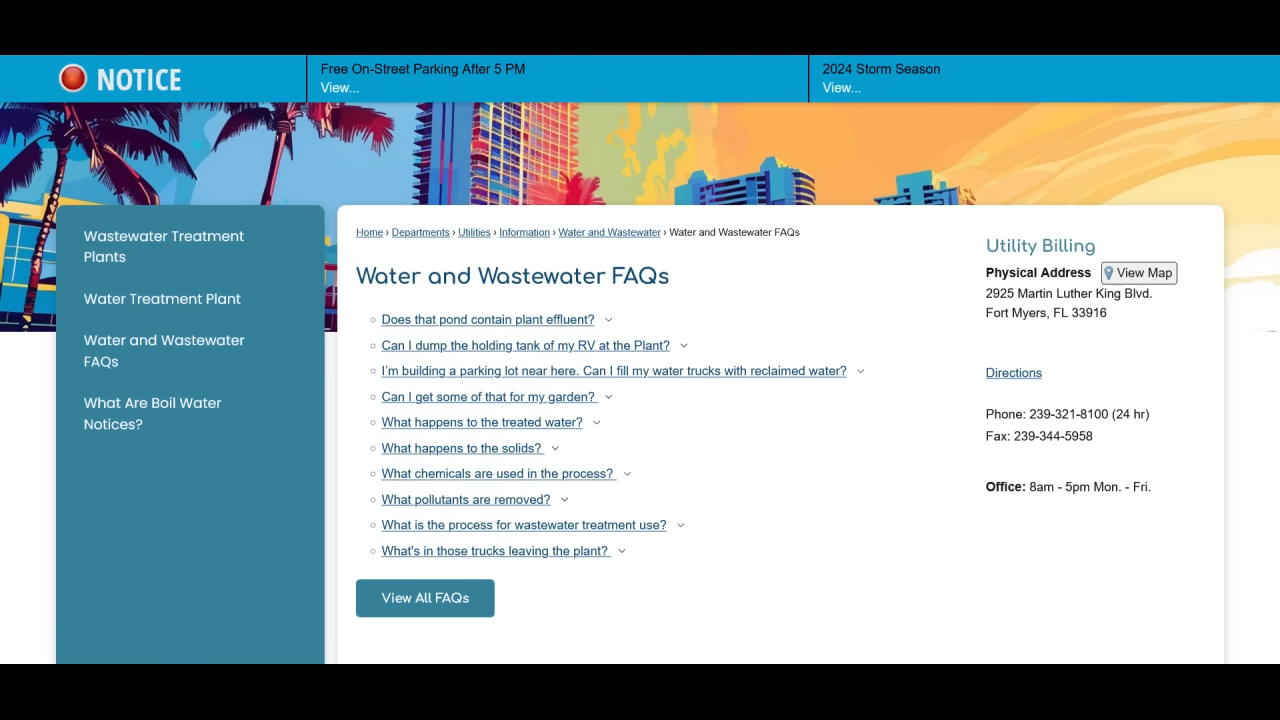 NOTICE
Free On-Street Parking After 5 PM
View...
2024 Storm Season
View...
Wastewater Treatment
Plants
Water Treatment Plant
Water and Wastewater
FAQs
What Are Boil Water
Notices?
Home › Departments › Utilities › Information › Water and Wastewater › Water and Wastewater FAQs
Water and Wastewater FAQs
Does that pond contain plant effluent?
Can I dump the holding tank of my RV at the Plant?
I'm building a parking lot near here. Can I fill my water trucks with reclaimed water?
Can I get some of that for my garden?
What happens to the treated water?
What happens to the solids?
What chemicals are used in the process?
What pollutants are removed?
What is the process for wastewater treatment use?
What's in those trucks leaving the plant?
View All FAQs
Utility Billing
Physical Address View Map
2925 Martin Luther King Blvd.
Fort Myers, FL 33916
Directions
Phone: 239-321-8100 (24 hr)
Fax: 239-344-5958
Office: 8am - 5pm Mon. - Fri.